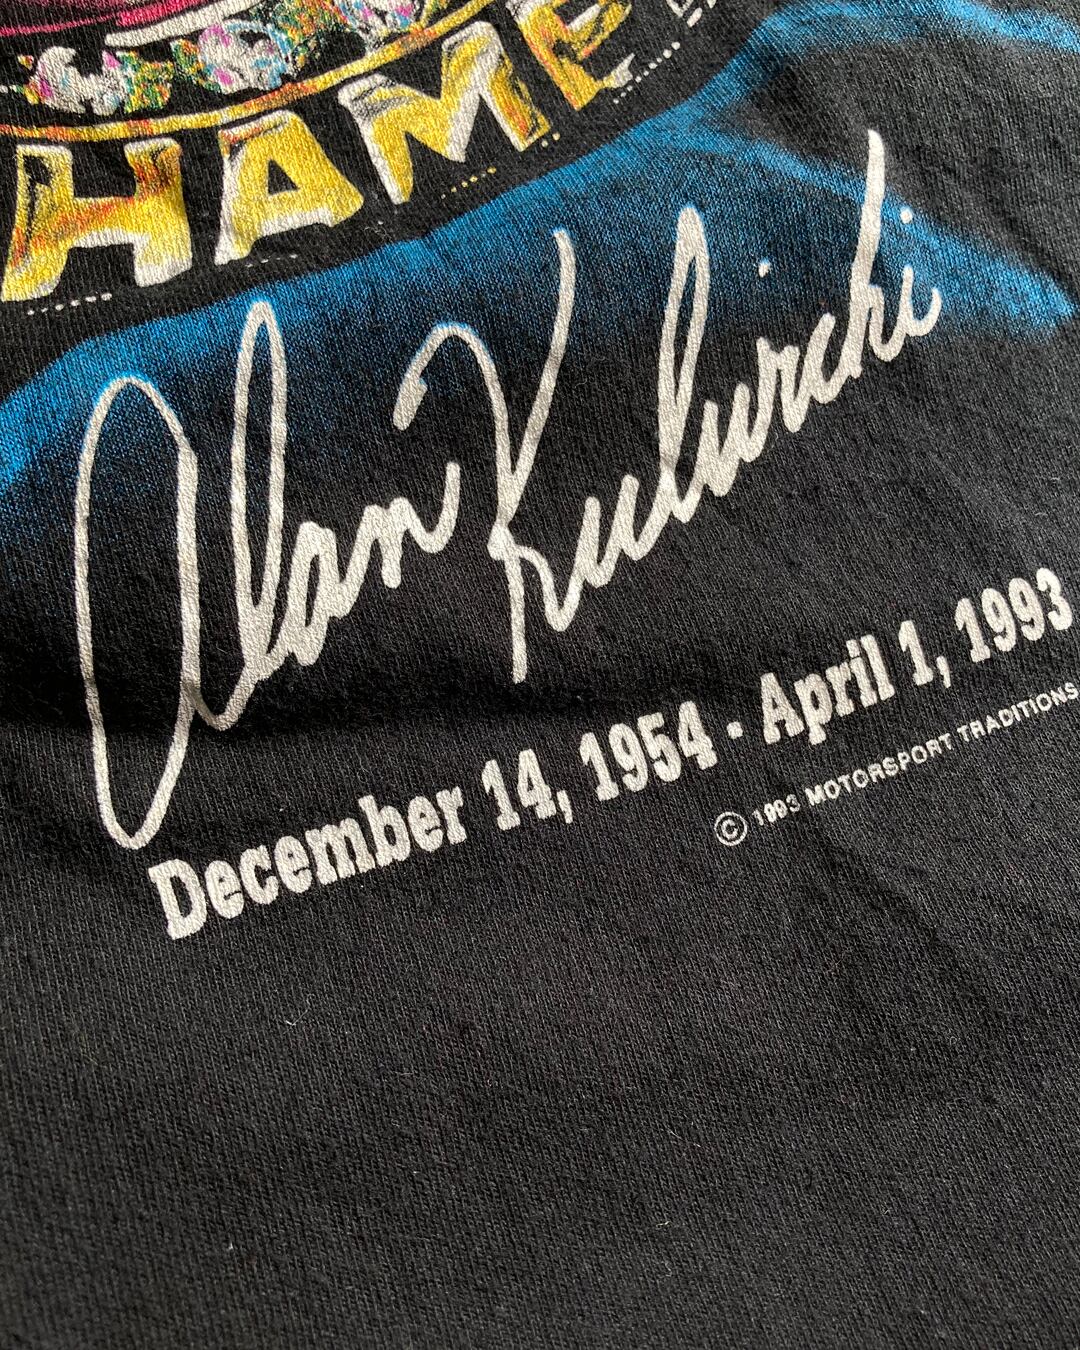 HAME
Alan Kulwicki
December 14, 1954 - April 1, 1993
© 1993 MOTORSPORT TRADITIONS